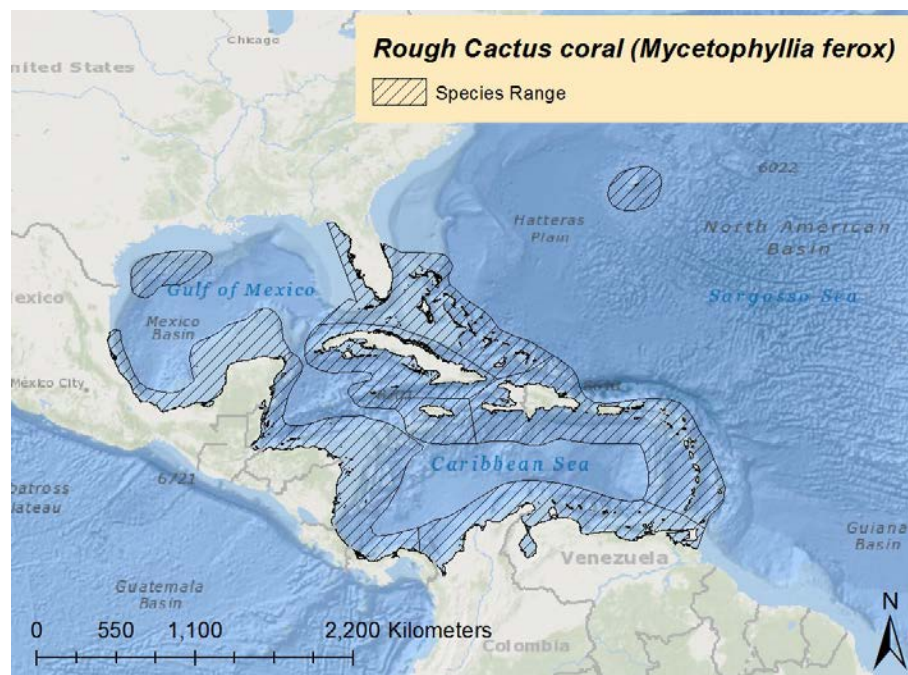 Rough Cactus coral (Mycetophyllia ferox)
Species Range
Chicago
nited States
6922
Hatteras
Plain
North American
Basin
Sargasso Sea
Gulf of Mexico
Mexico
Basin
Mexico
México City
Caribbean Sea
6721
batross
lateau
Guiana
Basin
Venezuela
Guatemala
Basin
Colombia
N
0 550 1,100 2,200 Kilometers